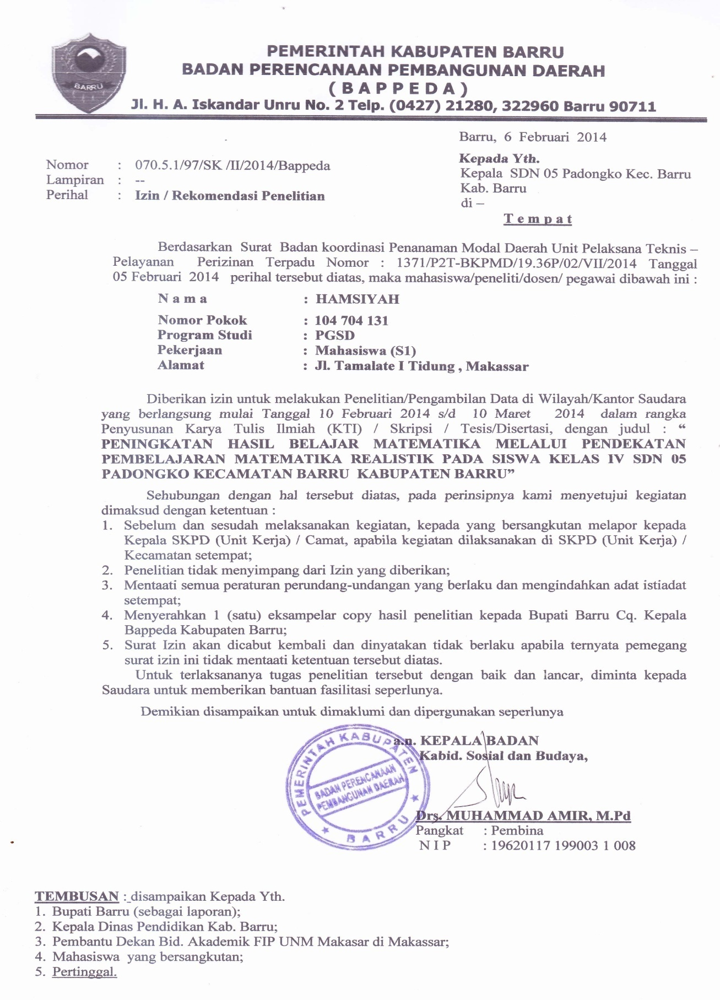 BARRU
PEMERINTAH KABUPATEN BARRU
BADAN PERENCANAAN PEMBANGUNAN DAERAH
( B A P P E D A )
Jl. H. A. Iskandar Unru No. 2 Telp. (0427) 21280, 322960 Barru 90711
Barru, 6 Februari 2014
Nomor : 070.5.1/97/SK /II/2014/Bappeda
Lampiran : --
Perihal : Izin / Rekomendasi Penelitian
Kepada Yth.
Kepala SDN 05 Padongko Kec. Barru
Kab. Barru
di –
T e m p a t
Berdasarkan Surat Badan koordinasi Penanaman Modal Daerah Unit Pelaksana Teknis –
Pelayanan Perizinan Terpadu Nomor : 1371/P2T-BKPMD/19.36P/02/VII/2014 Tanggal
05 Februari 2014 perihal tersebut diatas, maka mahasiswa/peneliti/dosen/ pegawai dibawah ini :
N a m a : HAMSIYAH
Nomor Pokok : 104 704 131
Program Studi : PGSD
Pekerjaan : Mahasiswa (S1)
Alamat : Jl. Tamalate I Tidung , Makassar
Diberikan izin untuk melakukan Penelitian/Pengambilan Data di Wilayah/Kantor Saudara
yang berlangsung mulai Tanggal 10 Februari 2014 s/d 10 Maret 2014 dalam rangka
Penyusunan Karya Tulis Ilmiah (KTI) / Skripsi / Tesis/Disertasi, dengan judul : “
PENINGKATAN HASIL BELAJAR MATEMATIKA MELALUI PENDEKATAN
PEMBELAJARAN MATEMATIKA REALISTIK PADA SISWA KELAS IV SDN 05
PADONGKO KECAMATAN BARRU KABUPATEN BARRU”
Sehubungan dengan hal tersebut diatas, pada perinsipnya kami menyetujui kegiatan
dimaksud dengan ketentuan :
1. Sebelum dan sesudah melaksanakan kegiatan, kepada yang bersangkutan melapor kepada
Kepala SKPD (Unit Kerja) / Camat, apabila kegiatan dilaksanakan di SKPD (Unit Kerja) /
Kecamatan setempat;
2. Penelitian tidak menyimpang dari Izin yang diberikan;
3. Mentaati semua peraturan perundang-undangan yang berlaku dan mengindahkan adat istiadat
setempat;
4. Menyerahkan 1 (satu) eksampelar copy hasil penelitian kepada Bupati Barru Cq. Kepala
Bappeda Kabupaten Barru;
5. Surat Izin akan dicabut kembali dan dinyatakan tidak berlaku apabila ternyata pemegang
surat izin ini tidak mentaati ketentuan tersebut diatas.
Untuk terlaksananya tugas penelitian tersebut dengan baik dan lancar, diminta kepada
Saudara untuk memberikan bantuan fasilitasi seperlunya.
Demikian disampaikan untuk dimaklumi dan dipergunakan seperlunya
a.n. KEPALA BADAN
Kabid. Sosial dan Budaya,
PEMERINTAH KABUPATEN
BADAN PERENCANAAN
PEMBANGUNAN DAERAH
BARRU
Drs. MUHAMMAD AMIR, M.Pd
Pangkat : Pembina
N I P : 19620117 199003 1 008
TEMBUSAN : disampaikan Kepada Yth.
1. Bupati Barru (sebagai laporan);
2. Kepala Dinas Pendidikan Kab. Barru;
3. Pembantu Dekan Bid. Akademik FIP UNM Makasar di Makassar;
4. Mahasiswa yang bersangkutan;
5. Pertinggal.